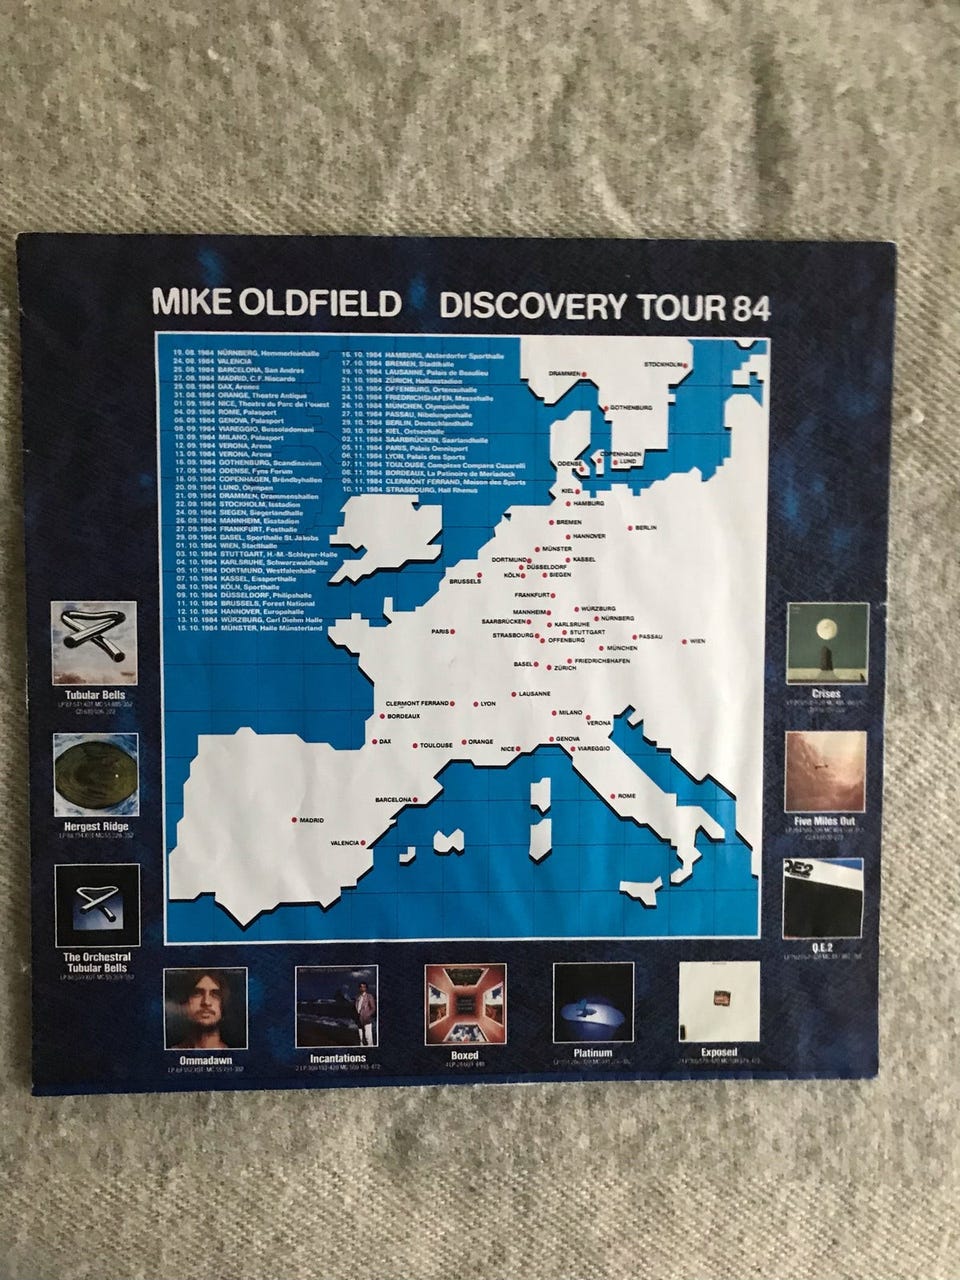 MIKE OLDFIELD DISCOVERY TOUR 84
19. 08. 1984 NÜRNBERG, Hemmerleinhalle
24. 08. 1984 VALENCIA
25. 08. 1984 BARCELONA, San Andres
27. 08. 1984 MADRID, C.F. Niscardo
29. 08. 1984 DAX, Arenes
31. 08. 1984 ORANGE, Theatre Antique
01. 09. 1984 NICE, Theatre du Parc de l'ouest
04. 09. 1984 ROME, Palasport
06. 09. 1984 GENOVA, Palasport
08. 09. 1984 VIAREGGIO, Bussoladomani
10. 09. 1984 MILANO, Palasport
12. 09. 1984 VERONA, Arena
13. 09. 1984 VERONA, Arena
16. 09. 1984 GOTHENBURG, Scandinavium
17. 09. 1984 ODENSE, Fyns Forum
18. 09. 1984 COPENHAGEN, Bröndbyhallen
20. 09. 1984 LUND, Olympen
21. 09. 1984 DRAMMEN, Drammenshallen
22. 09. 1984 STOCKHOLM, Isstadion
24. 09. 1984 SIEGEN, Siegerlandhalle
26. 09. 1984 MANNHEIM, Eisstadion
27. 09. 1984 FRANKFURT, Festhalle
29. 09. 1984 BASEL, Sporthalle St. Jakobs
01. 10. 1984 WIEN, Stadthalle
03. 10. 1984 STUTTGART, H.-M.-Schleyer-Halle
04. 10. 1984 KARLSRUHE, Schwarzwaldhalle
05. 10. 1984 DORTMUND, Westfalenhalle
07. 10. 1984 KASSEL, Eissporthalle
08. 10. 1984 KÖLN, Sporthalle
09. 10. 1984 DÜSSELDORF, Philipshalle
11. 10. 1984 BRUSSELS, Forest National
12. 10. 1984 HANNOVER, Europahalle
13. 10. 1984 WÜRZBURG, Carl Diehm Halle
15. 10. 1984 MÜNSTER, Halle Münsterland
16. 10. 1984 HAMBURG, Alsterdorfer Sporthalle
17. 10. 1984 BREMEN, Stadthalle
19. 10. 1984 LAUSANNE, Palais de Beaulieu
21. 10. 1984 ZÜRICH, Hallenstadion
23. 10. 1984 OFFENBURG, Ortenauhalle
24. 10. 1984 FRIEDRICHSHAFEN, Messehalle
26. 10. 1984 MÜNCHEN, Olympiahalle
27. 10. 1984 PASSAU, Nibelungenhalle
29. 10. 1984 BERLIN, Deutschlandhalle
30. 10. 1984 KIEL, Ostseehalle
02. 11. 1984 SAARBRÜCKEN, Saarlandhalle
05. 11. 1984 PARIS, Palais Omnisport
06. 11. 1984 LYON, Palais des Sports
07. 11. 1984 TOULOUSE, Complexe Compans Casarelli
08. 11. 1984 BORDEAUX, La Patinoire de Meriadeck
09. 11. 1984 CLERMONT FERRAND, Maison des Sports
10. 11. 1984 STRASBOURG, Hall Rhenus
STOCKHOLM
DRAMMEN
GOTHENBURG
COPENHAGEN
ODENSE
LUND
KIEL
HAMBURG
BREMEN
BERLIN
HANNOVER
MÜNSTER
DORTMUND
KASSEL
DÜSSELDORF
BRUSSELS
KÖLN
SIEGEN
FRANKFURT
MANNHEIM
WÜRZBURG
SAARBRÜCKEN
NÜRNBERG
KARLSRUHE
PARIS
STRASBOURG
STUTTGART
OFFENBURG
PASSAU
WIEN
MÜNCHEN
BASEL
FRIEDRICHSHAFEN
ZÜRICH
LAUSANNE
CLERMONT FERRAND
LYON
BORDEAUX
MILANO
VERONA
DAX
TOULOUSE
ORANGE
NICE
GENOVA
VIAREGGIO
BARCELONA
ROME
MADRID
VALENCIA
Tubular Bells
Hergest Ridge
The Orchestral
Tubular Bells
Crises
Five Miles Out
QE2
Q.E.2
Ommadawn
Incantations
Boxed
Platinum
Exposed